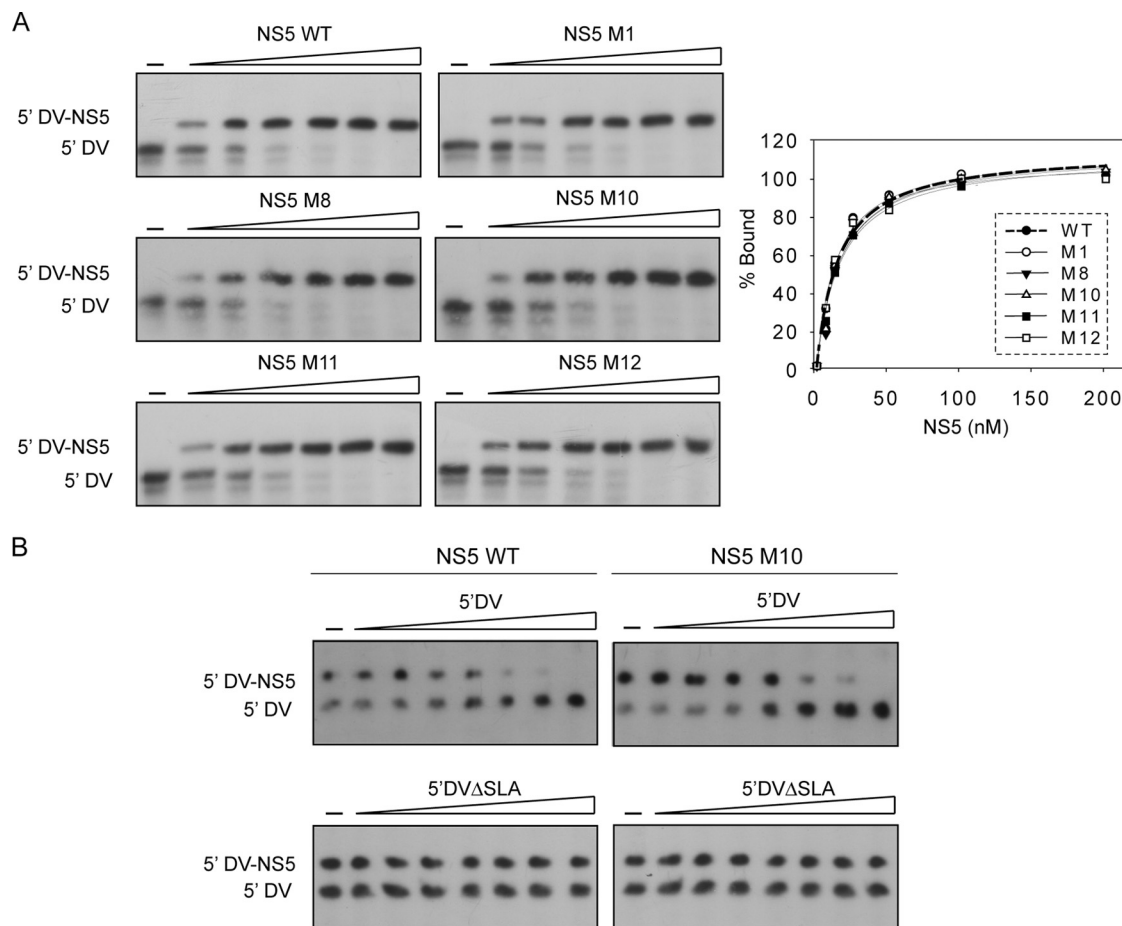 A
NS5 WT
NS5 M1
5' DV-NS5
5' DV
NS5 M8
NS5 M10
5' DV-NS5
5' DV
NS5 M11
NS5 M12
5' DV-NS5
5' DV
% Bound
120
100
80
60
40
20
0
0 50 100 150 200
NS5 (nM)
WT
M1
M8
M10
M11
M12
B
NS5 WT
NS5 M10
5'DV
5'DV
5' DV-NS5
5' DV
5'DVΔSLA
5'DVΔSLA
5' DV-NS5
5' DV